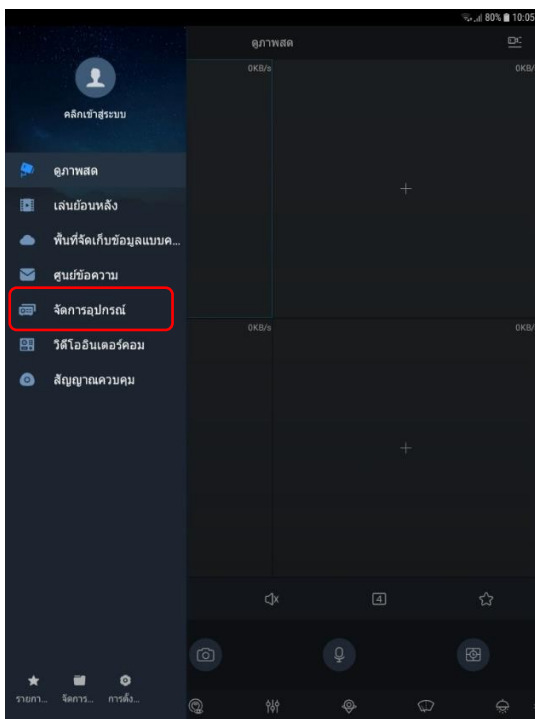 80% 10:05
ดูภาพสด
0KB/s
0KB/
คลิกเข้าสู่ระบบ
ดูภาพสด
เล่นย้อนหลัง
พื้นที่จัดเก็บข้อมูลแบบค...
ศูนย์ข้อความ
จัดการอุปกรณ์
0KB/s
0KB/
วิดีโออินเตอร์คอม
สัญญาณควบคุม
4
รายกา...
จัดการ...
การตั้ง...